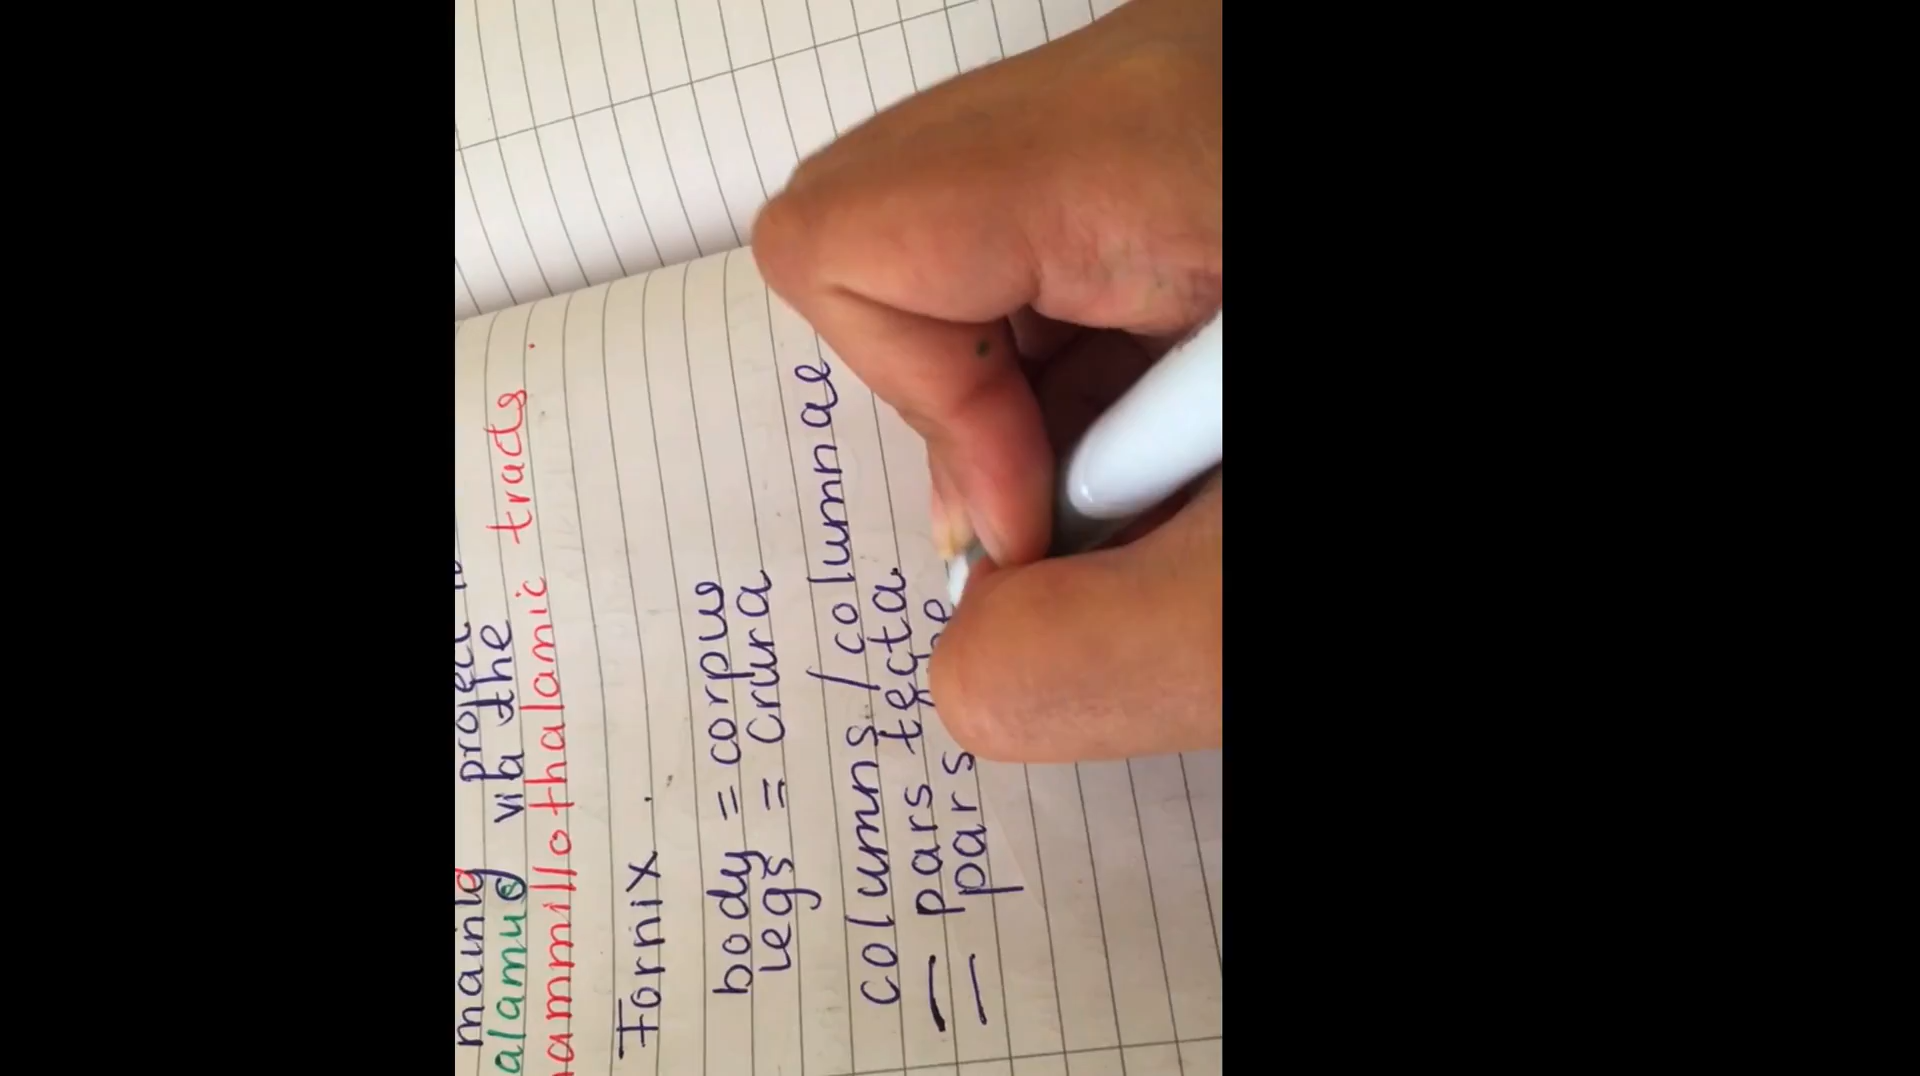 mainly project
alamus via the
ammillothalamic tracts.
Fornix.
body = corpus
legs = crura
columns / columnae
— pars tecta
— pars